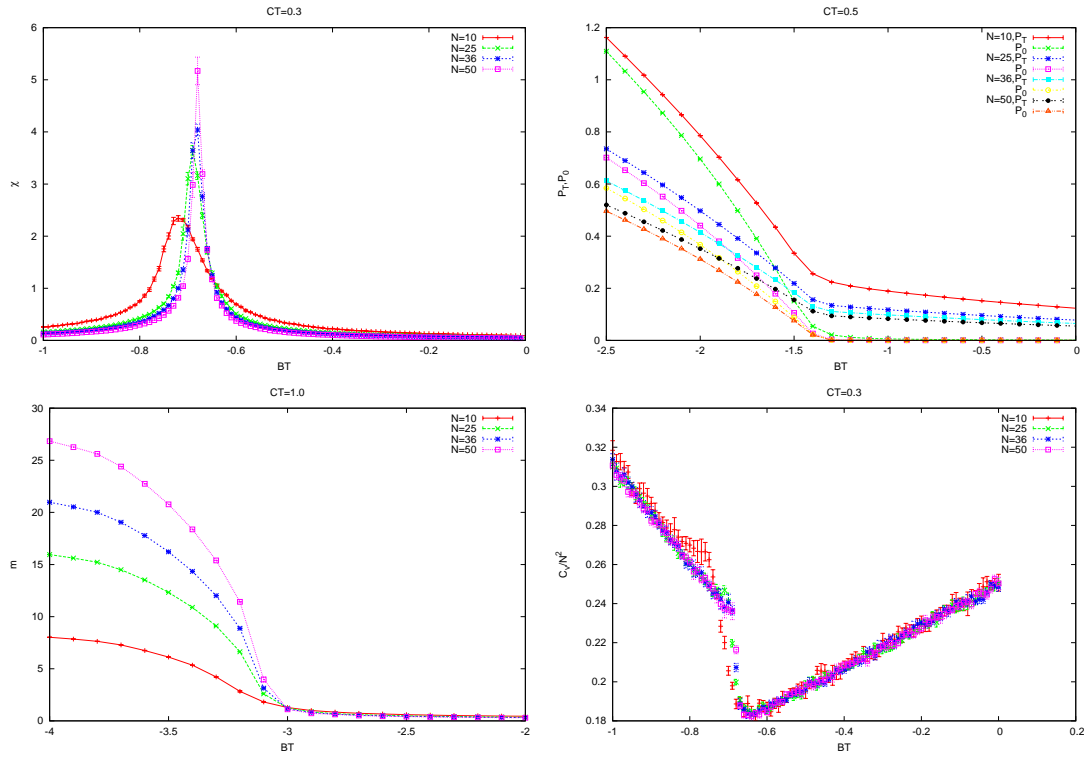 CT=0.3
6
5
4
3
2
1
0
χ
-1
-0.8
-0.6
-0.4
-0.2
0
BT
N=10
N=25
N=36
N=50
CT=0.5
1.2
1
0.8
0.6
0.4
0.2
0
P_T,P_0
-2.5
-2
-1.5
-1
-0.5
0
BT
N=10,P_T
P_0
N=25,P_T
P_0
N=36,P_T
P_0
N=50,P_T
P_0
CT=1.0
30
25
20
15
10
5
0
m
-4
-3.5
-3
-2.5
-2
BT
N=10
N=25
N=36
N=50
CT=0.3
0.34
0.32
0.3
0.28
0.26
0.24
0.22
0.2
0.18
C_v/N^2
-1
-0.8
-0.6
-0.4
-0.2
0
0.2
BT
N=10
N=25
N=36
N=50